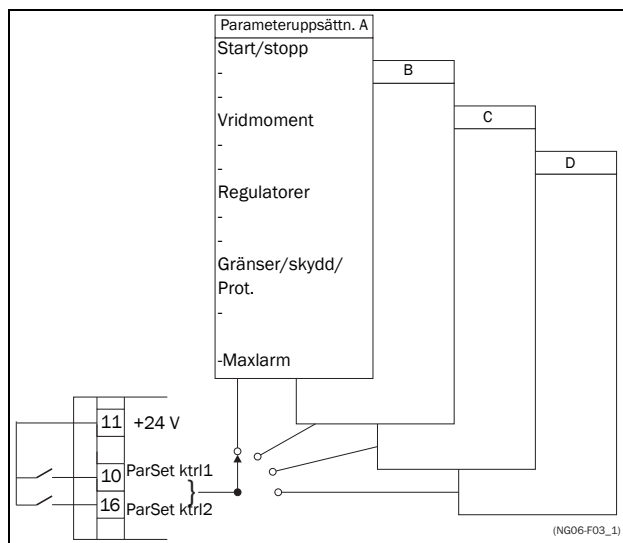 Parameteruppsättn. A
Start/stopp
-
-
Vridmoment
-
-
Regulatorer
-
-
Gränser/skydd/
Prot.
-
-Maxlarm
B
C
D
11 +24 V
10 ParSet ktrl1
16 ParSet ktrl2
(NG06-F03_1)